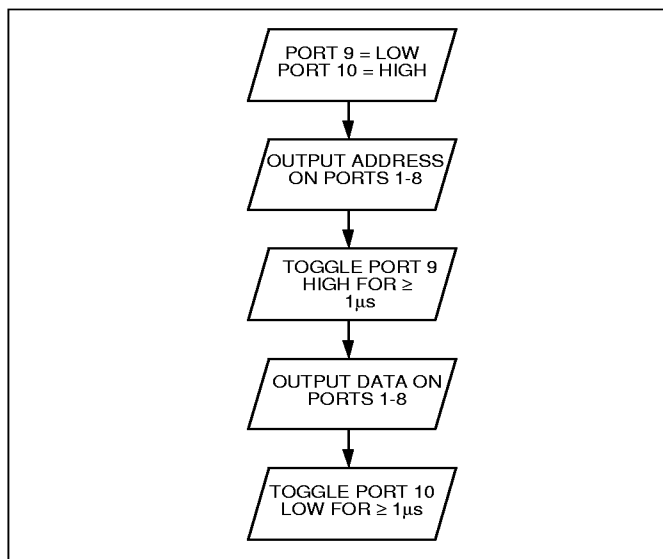 PORT 9 = LOW
PORT 10 = HIGH
OUTPUT ADDRESS
ON PORTS 1-8
TOGGLE PORT 9
HIGH FOR ≥
1μs
OUTPUT DATA ON
PORTS 1-8
TOGGLE PORT 10
LOW FOR ≥ 1μs